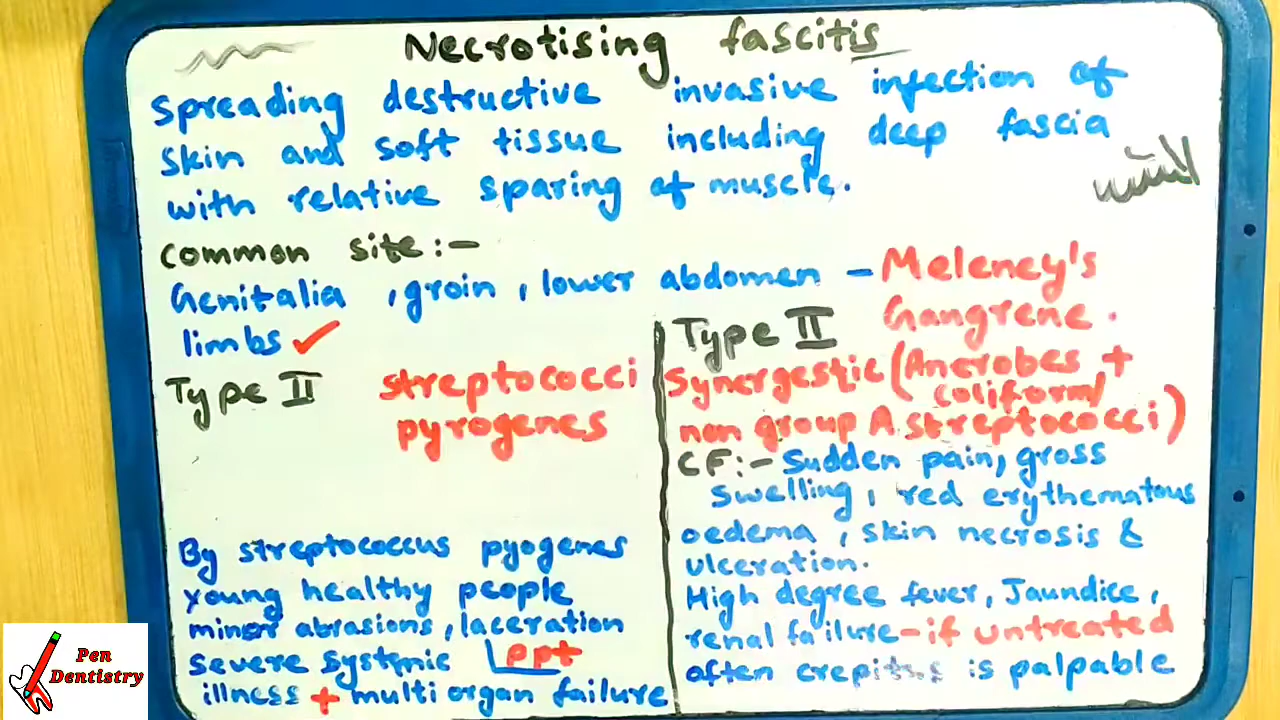 Necrotising fascitis
spreading destructive invasive infection of
skin and soft tissue including deep fascia
with relative sparing of muscle.
common site :-
Genitalia , groin , lower abdomen - Meleney's
Gangrene .
limbs ✓
Type II streptococci
pyrogenes
By streptococcus pyogenes
young healthy people
minor abrasions , laceration
severe systmic ppt
illness + multi organ failure
Type II
Synergestic (Anerobes +
coliform/
non group A streptococci)
CF:- Sudden pain, gross
swelling, red erythematous
oedema , skin necrosis &
ulceration.
High degree fever, Jaundice,
renal failure - if untreated
often crepitus is palpable
Pen
Dentistry